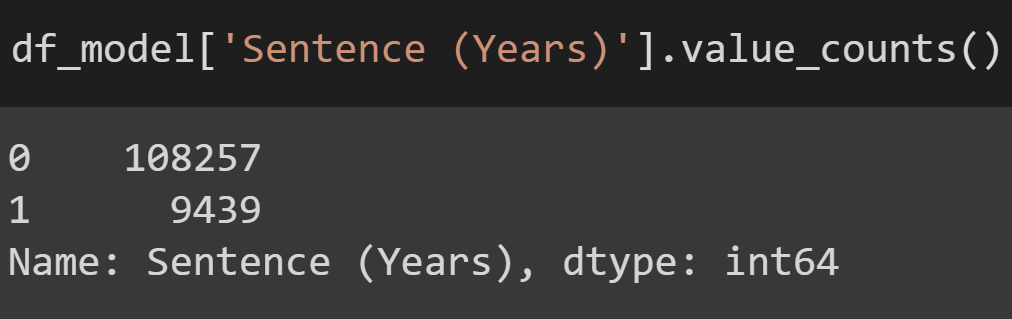 df_model['Sentence (Years)'].value_counts()
0    108257
1      9439
Name: Sentence (Years), dtype: int64